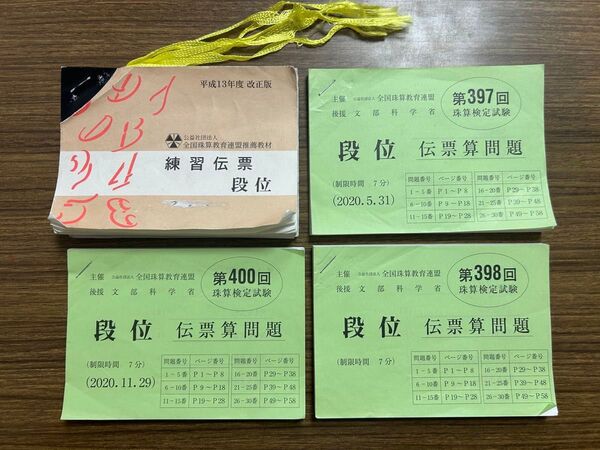 平成13年度 改正版
公益社団法人
全国珠算教育連盟推薦教材
練習伝票
段位
主催 公益社団法人 全国珠算教育連盟
後援 文部科学省
第397回
珠算検定試験
段位 伝票算問題
(制限時間 7分)
(2020.5.31)
問題番号 ページ番号 問題番号 ページ番号
1-5番 P1~P8 16-20番 P29~P38
6-10番 P9~P18 21-25番 P39~P48
11-15番 P19~P28 26-30番 P49~P58
主催 公益社団法人 全国珠算教育連盟
後援 文部科学省
第400回
珠算検定試験
段位 伝票算問題
(制限時間 7分)
(2020.11.29)
問題番号 ページ番号 問題番号 ページ番号
1-5番 P1~P8 16-20番 P29~P38
6-10番 P9~P18 21-25番 P39~P48
11-15番 P19~P28 26-30番 P49~P58
主催 公益社団法人 全国珠算教育連盟
後援 文部科学省
第398回
珠算検定試験
段位 伝票算問題
(制限時間 7分)
問題番号 ページ番号 問題番号 ページ番号
1-5番 P1~P8 16-20番 P29~P38
6-10番 P9~P18 21-25番 P39~P48
11-15番 P19~P28 26-30番 P49~P58